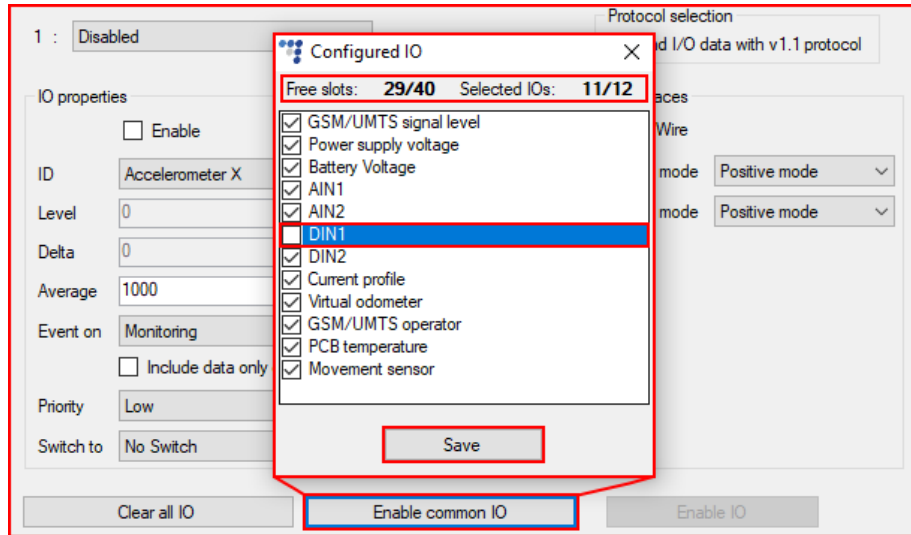 1 : Disabled
Protocol selection
d I/O data with v1.1 protocol
Configured IO
Free slots: 29/40 Selected IOs: 11/12
GSM/UMTS signal level
Power supply voltage
Battery Voltage
AIN1
AIN2
DIN1
DIN2
Current profile
Virtual odometer
GSM/UMTS operator
PCB temperature
Movement sensor
Save
IO properties
Enable
ID Accelerometer X
Level 0
Delta 0
Average 1000
Event on Monitoring
Include data only
Priority Low
Switch to No Switch
aces
Wire
mode Positive mode
mode Positive mode
Clear all IO Enable common IO Enable IO